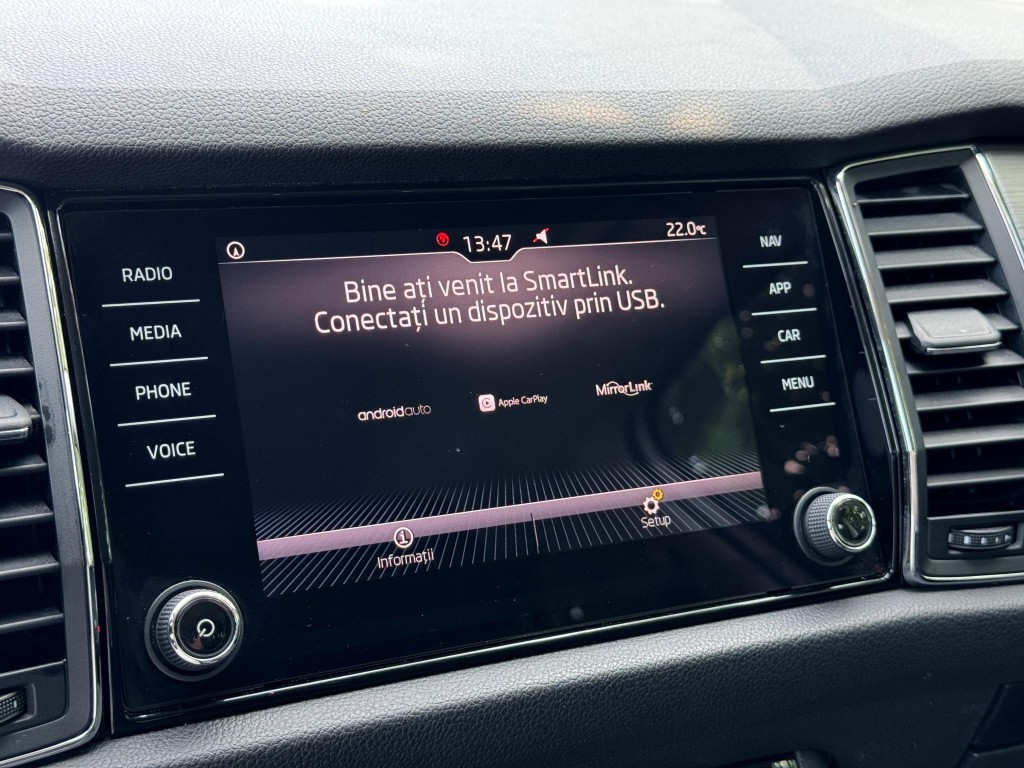 RADIO
MEDIA
PHONE
VOICE
13:47
22.0°C
Bine ați venit la SmartLink.
Conectați un dispozitiv prin USB.
androidauto
Apple CarPlay
MirrorLink
Informații
Setup
NAV
APP
CAR
MENU